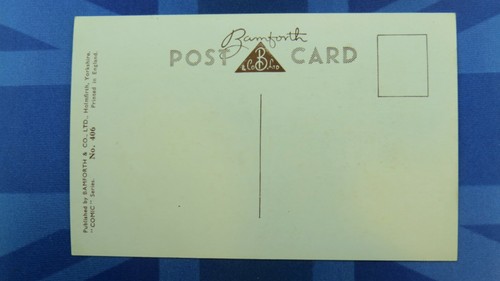 Bamforth
POST CARD
B
& Co Ltd
Published by BAMFORTH & CO., LTD., Holmfirth, Yorkshire.
"COMIC" Series. No. 406 Printed in England.